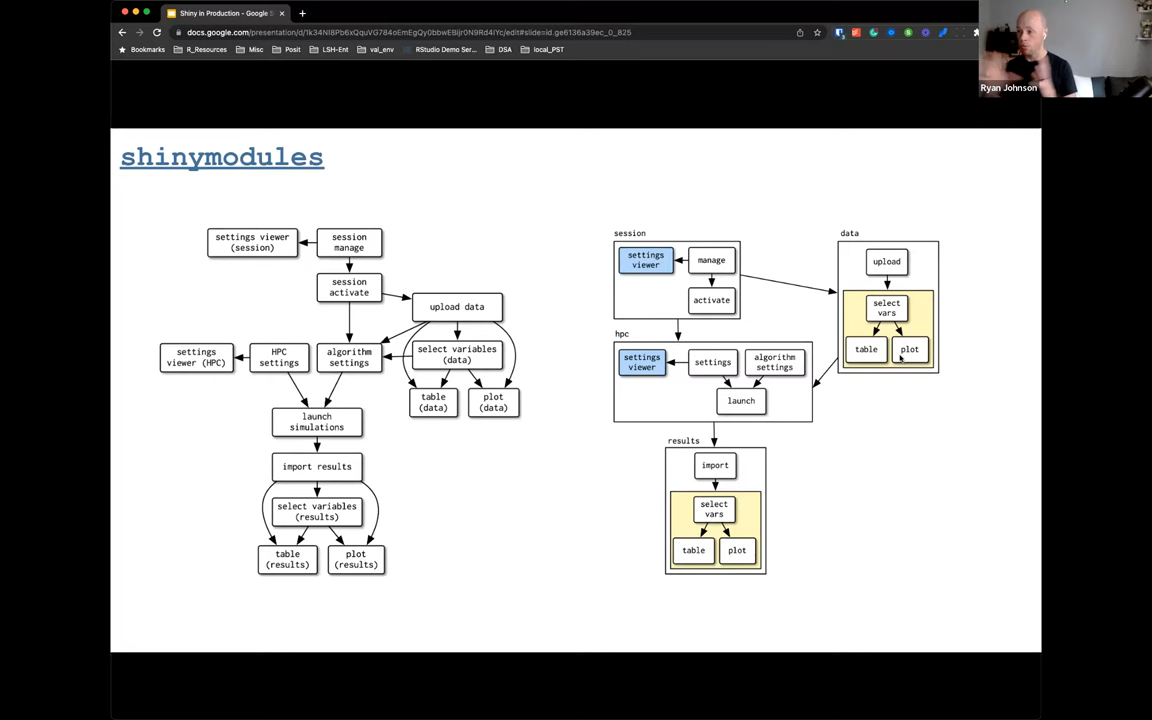 Shiny in Production - Google S
docs.google.com/presentation/d/1k34NI8Pb6xQquVG784oEmEgQy0bbwEBijr0N9Rd4lYc/edit#slide=id.ge6136a39ec_0_825
Bookmarks R_Resources Misc Posit LSH-Ent val_env RStudio Demo Ser... DSA local_PST
Ryan Johnson
shinymodules
settings viewer
(session)
session
manage
session
activate
upload data
settings
viewer (HPC)
HPC
settings
algorithm
settings
select variables
(data)
table
(data)
plot
(data)
launch
simulations
import results
select variables
(results)
table
(results)
plot
(results)
session
settings
viewer
manage
activate
data
upload
select
vars
table
plot
hpc
settings
viewer
settings
algorithm
settings
launch
results
import
select
vars
table
plot